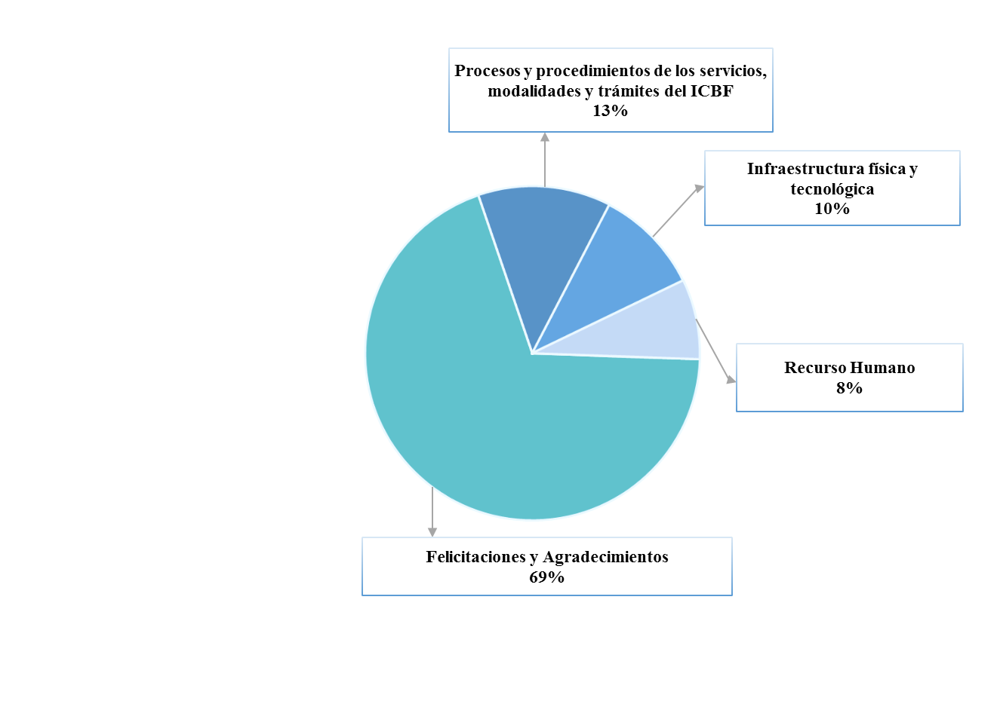 Procesos y procedimientos de los servicios,
modalidades y trámites del ICBF
13%
Infraestructura física y
tecnológica
10%
Recurso Humano
8%
Felicitaciones y Agradecimientos
69%